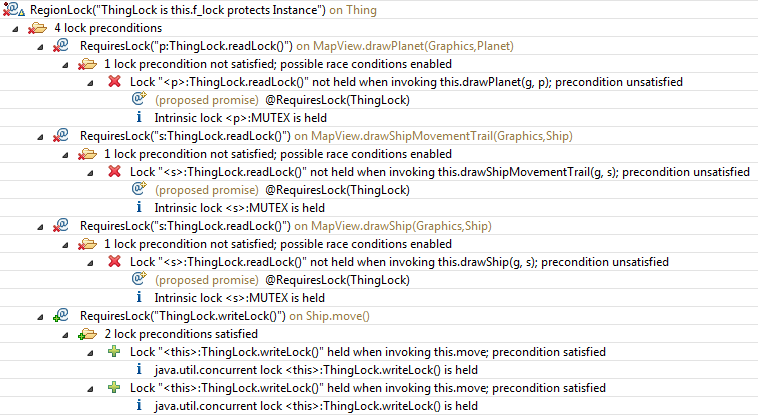 RegionLock("ThingLock is this.f_lock protects Instance") on Thing
4 lock preconditions
RequiresLock("p:ThingLock.readLock()") on MapView.drawPlanet(Graphics,Planet)
1 lock precondition not satisfied; possible race conditions enabled
Lock "<p>:ThingLock.readLock()" not held when invoking this.drawPlanet(g, p); precondition unsatisfied
(proposed promise) @RequiresLock(ThingLock)
Intrinsic lock <p>:MUTEX is held
RequiresLock("s:ThingLock.readLock()") on MapView.drawShipMovementTrail(Graphics,Ship)
1 lock precondition not satisfied; possible race conditions enabled
Lock "<s>:ThingLock.readLock()" not held when invoking this.drawShipMovementTrail(g, s); precondition unsatisfied
(proposed promise) @RequiresLock(ThingLock)
Intrinsic lock <s>:MUTEX is held
RequiresLock("s:ThingLock.readLock()") on MapView.drawShip(Graphics,Ship)
1 lock precondition not satisfied; possible race conditions enabled
Lock "<s>:ThingLock.readLock()" not held when invoking this.drawShip(g, s); precondition unsatisfied
(proposed promise) @RequiresLock(ThingLock)
Intrinsic lock <s>:MUTEX is held
RequiresLock("ThingLock.writeLock()") on Ship.move()
2 lock preconditions satisfied
Lock "<this>:ThingLock.writeLock()" held when invoking this.move; precondition satisfied
java.util.concurrent lock <this>:ThingLock.writeLock() is held
Lock "<this>:ThingLock.writeLock()" held when invoking this.move; precondition satisfied
java.util.concurrent lock <this>:ThingLock.writeLock() is held